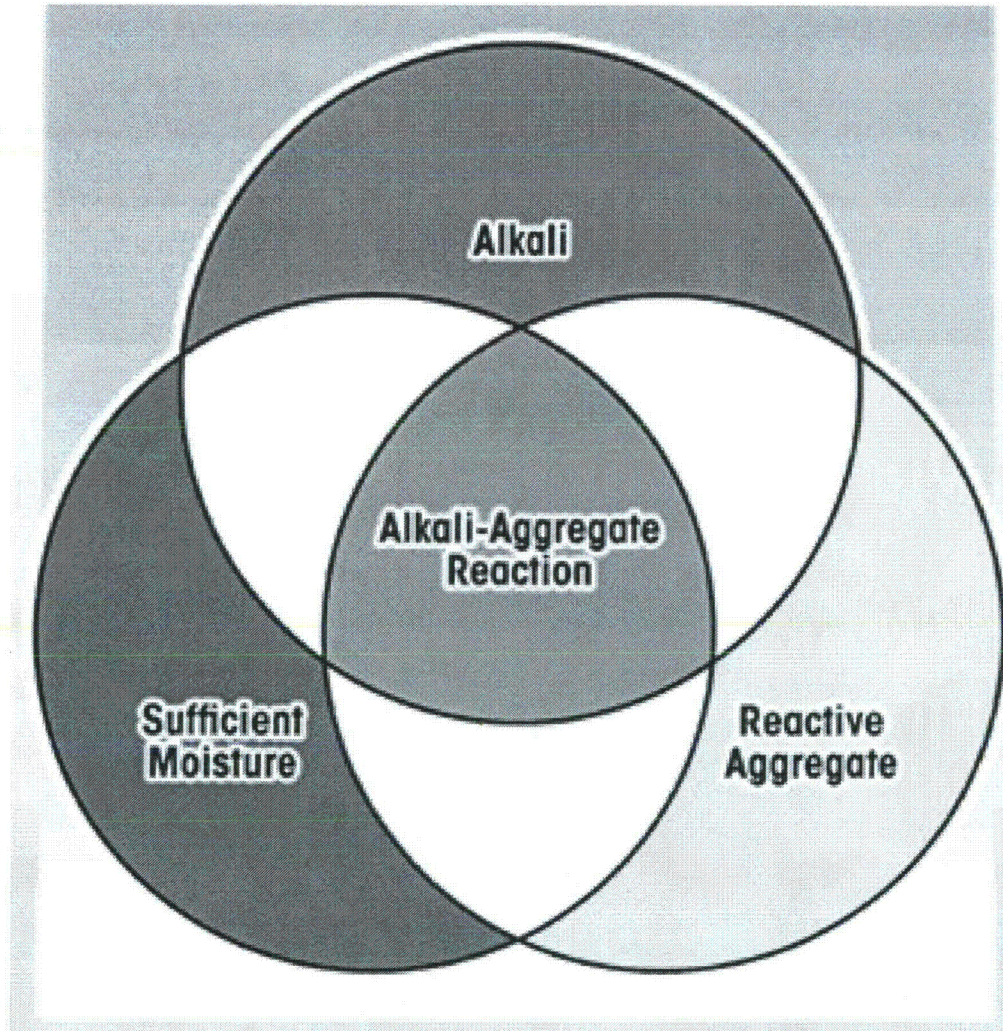 Alkali
Alkali-Aggregate
Reaction
Sufficient
Moisture
Reactive
Aggregate